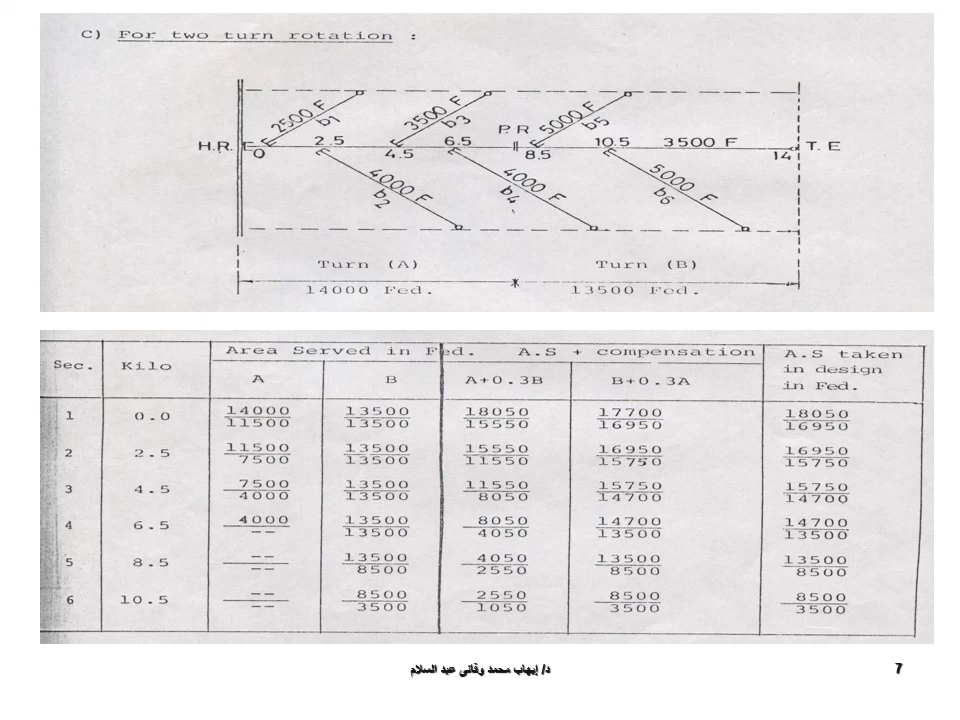 C) For two turn rotation :
2500 F
b1
3500 F
b3
5000 F
b5
P.R
H.R.
0
2.5
4.5
6.5
8.5
10.5
3500 F
14
T. E
4000 F
b2
4000 F
b4
5000 F
b6
Turn (A)
Turn (B)
14000 Fed.
13500 Fed.
Sec.
Kilo
Area Served in Fed.
A.S + compensation
A.S taken
in design
in Fed.
A
B
A+0.3B
B+0.3A
1 0.0 14000 13500 18050 17700 18050
11500 13500 15550 16950 16950
2 2.5 11500 13500 15550 16950 16950
7500 13500 11550 15750 15750
3 4.5 7500 13500 11550 15750 15750
4000 13500 8050 14700 14700
4 6.5 4000 13500 8050 14700 14700
-- 13500 4050 13500 13500
5 8.5 -- 13500 4050 13500 13500
-- 8500 2550 8500 8500
6 10.5 -- 8500 2550 8500 8500
-- 3500 1050 3500 3500
د/ إيهاب محمد وفائى عبد السلام
7